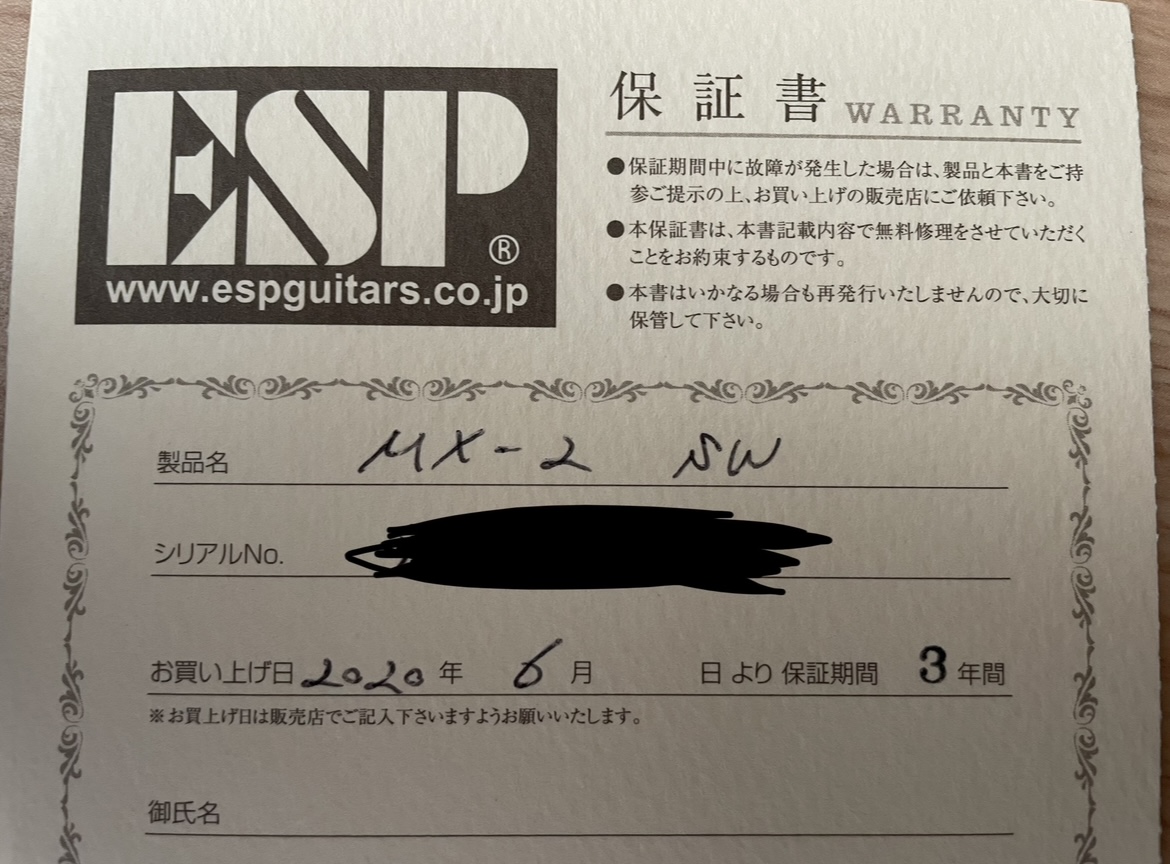 ESP®
www.espguitars.co.jp
保証書 WARRANTY
●保証期間中に故障が発生した場合は、製品と本書をご持
参ご提示の上、お買い上げの販売店にご依頼下さい。
●本保証書は、本書記載内容で無料修理をさせていただく
ことをお約束するものです。
●本書はいかなる場合も再発行いたしませんので、大切に
保管して下さい。
製品名 MX-2 SW
シリアルNo.
お買い上げ日 2020 年 6 月 日 より 保証期間 3 年間
※お買上げ日は販売店でご記入下さいますようお願いいたします。
御氏名